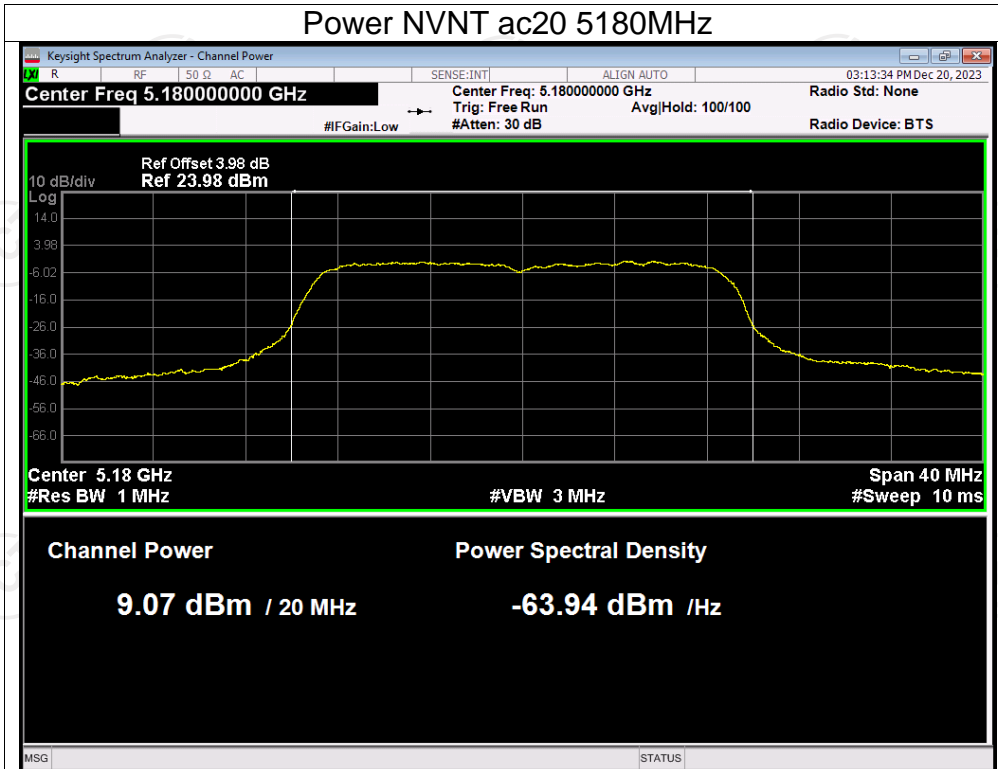 Power NVNT ac20 5180MHz
Keysight Spectrum Analyzer - Channel Power
LXI R RF 50 Ω AC SENSE:INT ALIGN AUTO 03:13:34 PM Dec 20, 2023
Center Freq 5.180000000 GHz
Center Freq: 5.180000000 GHz
Radio Std: None
Trig: Free Run Avg|Hold: 100/100
#IFGain:Low #Atten: 30 dB
Radio Device: BTS
Ref Offset 3.98 dB
10 dB/div Ref 23.98 dBm
Log
14.0
3.98
-6.02
-16.0
-26.0
-36.0
-46.0
-56.0
-66.0
Center 5.18 GHz Span 40 MHz
#Res BW 1 MHz #VBW 3 MHz #Sweep 10 ms
Channel Power Power Spectral Density
9.07 dBm / 20 MHz -63.94 dBm /Hz
MSG STATUS